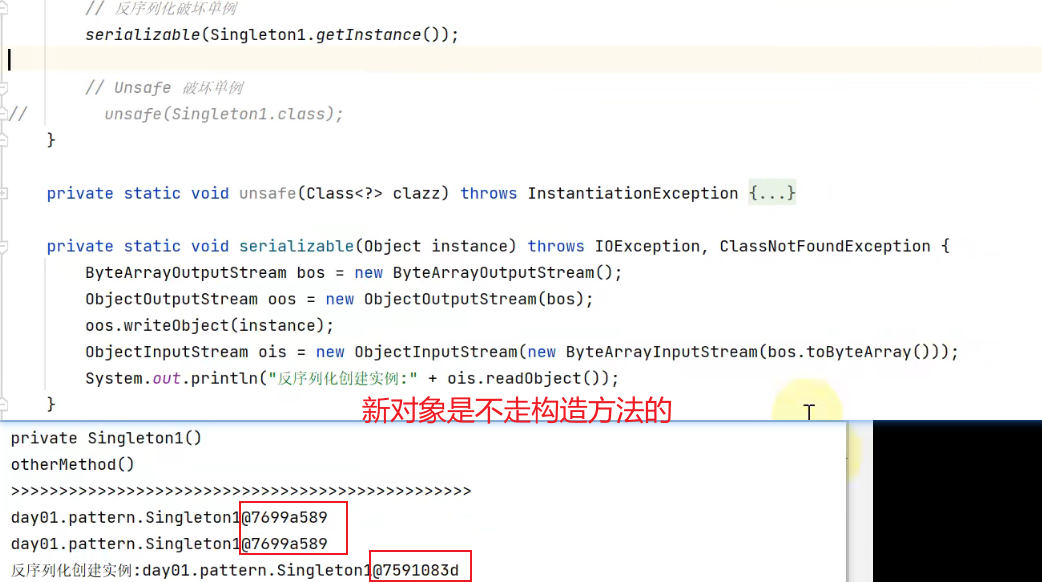 // 反序列化破坏单例
serializable(Singleton1.getInstance());
// Unsafe 破坏单例
// unsafe(Singleton1.class);
}
private static void unsafe(Class<?> clazz) throws InstantiationException {...}
private static void serializable(Object instance) throws IOException, ClassNotFoundException {
ByteArrayOutputStream bos = new ByteArrayOutputStream();
ObjectOutputStream oos = new ObjectOutputStream(bos);
oos.writeObject(instance);
ObjectInputStream ois = new ObjectInputStream(new ByteArrayInputStream(bos.toByteArray()));
System.out.println("反序列化创建实例:" + ois.readObject());
}
新对象是不走构造方法的
private Singleton1()
otherMethod()
>>>>>>>>>>>>>>>>>>>>>>>>>>>>>>>>>>>>>>>>>>>>>>>>
day01.pattern.Singleton1@7699a589
day01.pattern.Singleton1@7699a589
反序列化创建实例:day01.pattern.Singleton1@7591083d